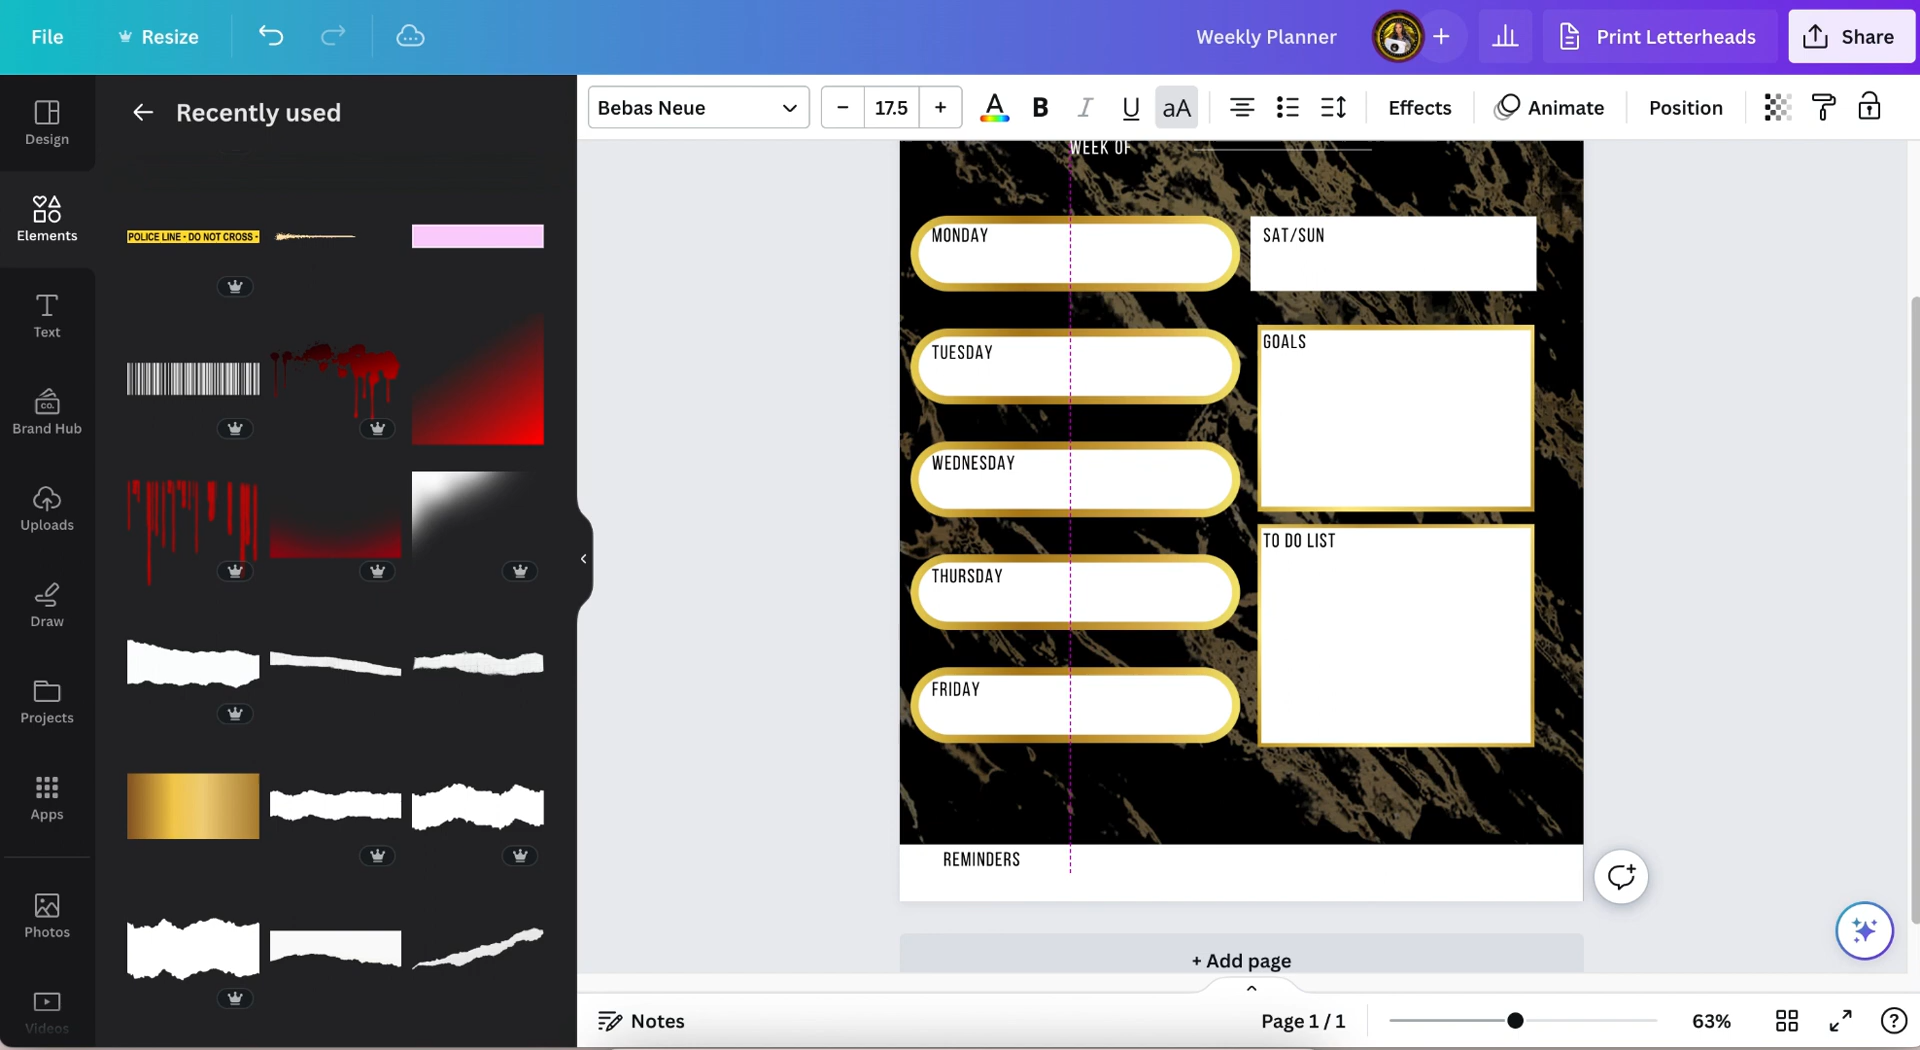 File
Resize
Weekly Planner
Print Letterheads
Share
Design
Elements
Text
Brand Hub
CO.
Uploads
Draw
Projects
Apps
Photos
Videos
Recently used
POLICE LINE - DO NOT CROSS -
Bebas Neue
− 17.5 +
A
B
I
U
aA
Effects
Animate
Position
WEEK OF
MONDAY
TUESDAY
WEDNESDAY
THURSDAY
FRIDAY
SAT/SUN
GOALS
TO DO LIST
REMINDERS
+ Add page
Notes
Page 1 / 1
63%
?